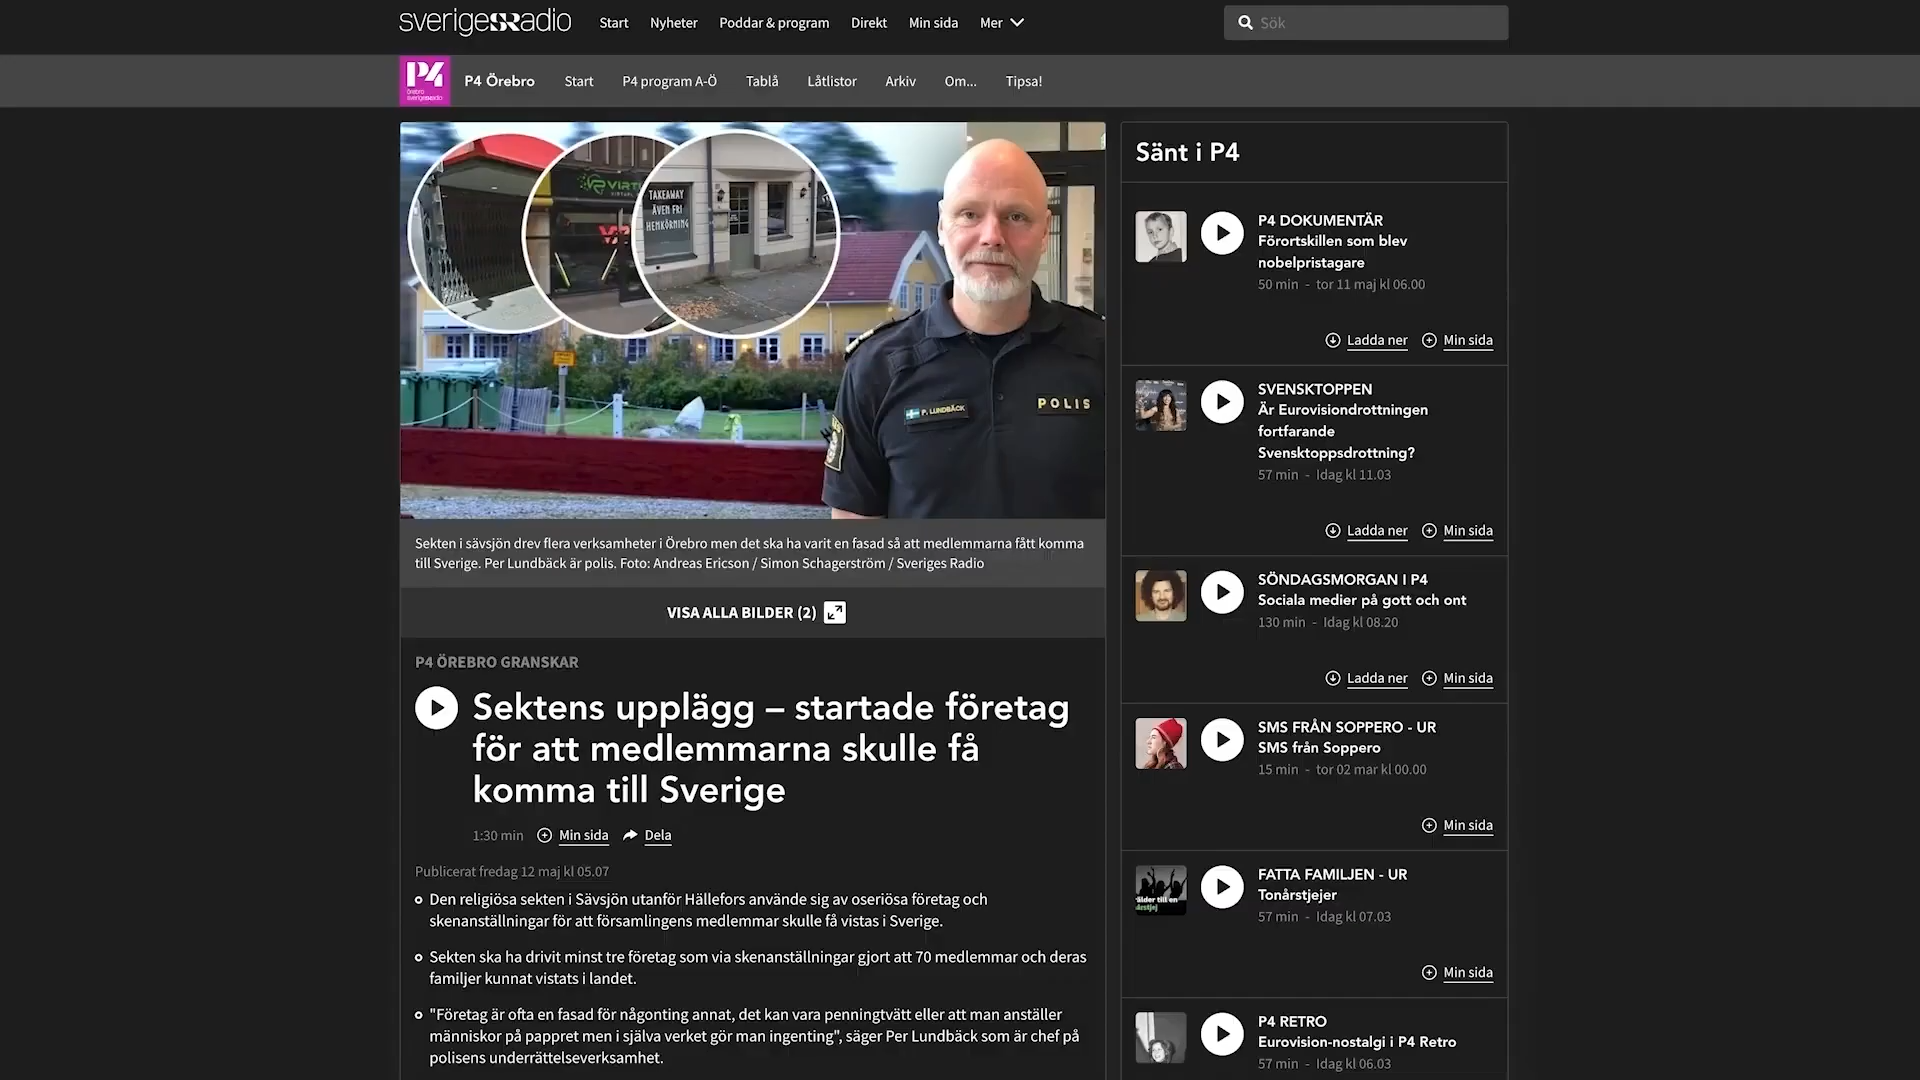 sverigesRadio
Start
Nyheter
Poddar & program
Direkt
Min sida
Mer
Sök
P4
örebro
sverigesradio
P4 Örebro
Start
P4 program A-Ö
Tablå
Låtlistor
Arkiv
Om...
Tipsa!
VIRTU
TAKEAWAY
ÄVEN FRI
HEMKÖRNING
P. LUNDBÄCK
POLIS
Sekten i sävsjön drev flera verksamheter i Örebro men det ska ha varit en fasad så att medlemmarna fått komma
till Sverige. Per Lundbäck är polis. Foto: Andreas Ericson / Simon Schagerström / Sveriges Radio
VISA ALLA BILDER (2)
P4 ÖREBRO GRANSKAR
Sektens upplägg – startade företag
för att medlemmarna skulle få
komma till Sverige
1:30 min
Min sida
Dela
Publicerat fredag 12 maj kl 05.07
Den religiösa sekten i Sävsjön utanför Hällefors använde sig av oseriösa företag och
skenanställningar för att församlingens medlemmar skulle få vistas i Sverige.
Sekten ska ha drivit minst tre företag som via skenanställningar gjort att 70 medlemmar och deras
familjer kunnat vistats i landet.
"Företag är ofta en fasad för någonting annat, det kan vara penningtvätt eller att man anställer
människor på pappret men i själva verket gör man ingenting", säger Per Lundbäck som är chef på
polisens underrättelseverksamhet.
Sänt i P4
P4 DOKUMENTÄR
Förortskillen som blev
nobelpristagare
50 min - tor 11 maj kl 06.00
Ladda ner
Min sida
SVENSKTOPPEN
Är Eurovisiondrottningen
fortfarande
Svensktoppsdrottning?
57 min - Idag kl 11.03
Ladda ner
Min sida
SÖNDAGSMORGAN I P4
Sociala medier på gott och ont
130 min - Idag kl 08.20
Ladda ner
Min sida
SMS FRÅN SOPPERO - UR
SMS från Soppero
15 min - tor 02 mar kl 00.00
Min sida
FATTA FAMILJEN - UR
Tonårstjejer
57 min - Idag kl 07.03
Min sida
P4 RETRO
Eurovision-nostalgi i P4 Retro
57 min - Idag kl 06.03